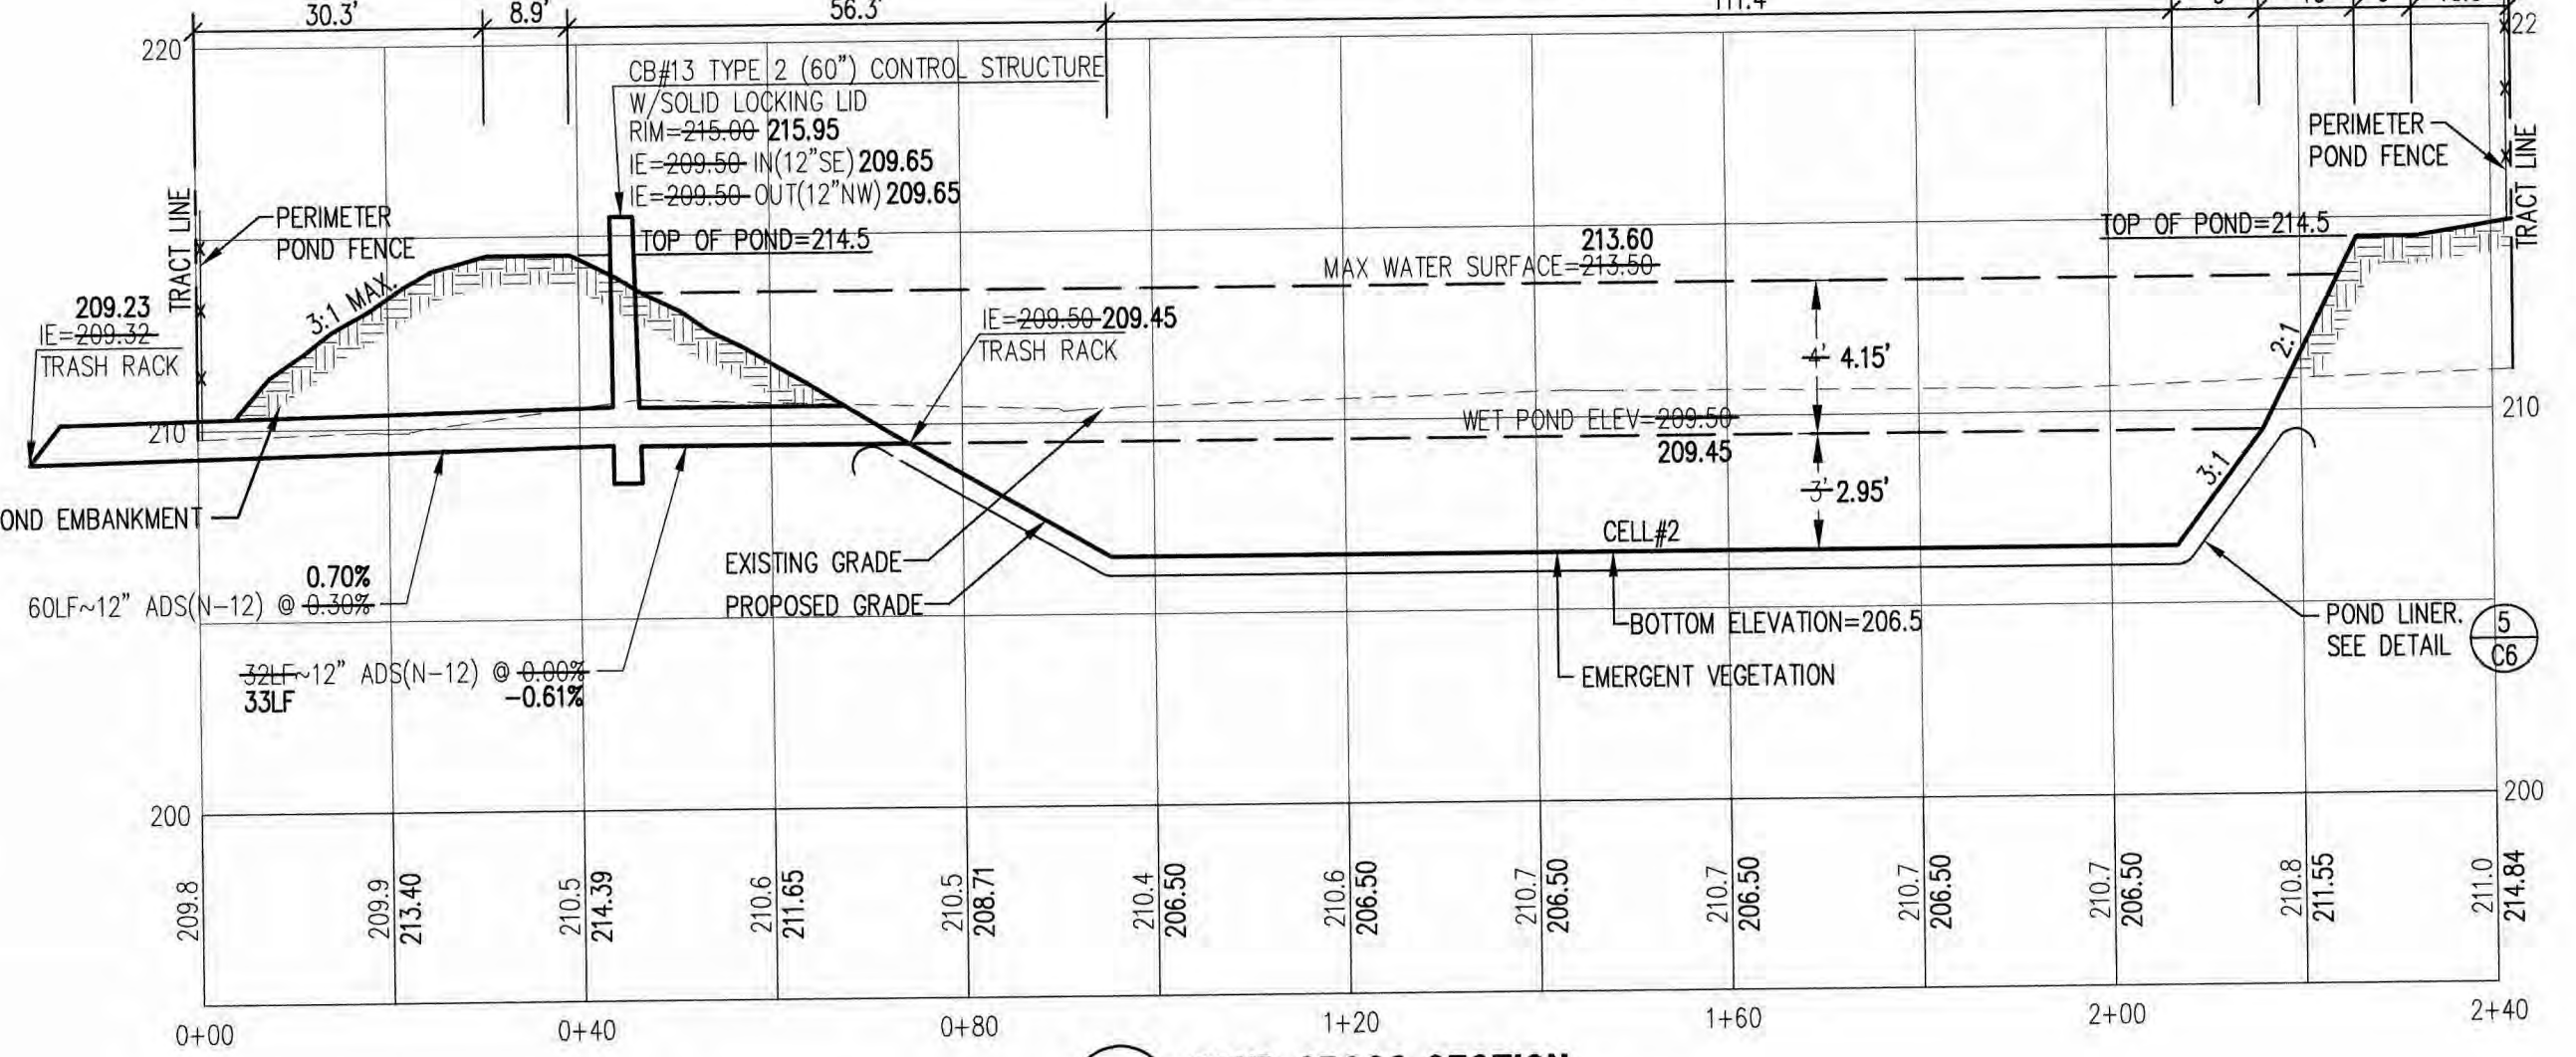 30.3'
8.9'
56.3'
111.4'
220
22
CB#13 TYPE 2 (60") CONTROL STRUCTURE
W/SOLID LOCKING LID
RIM=215.00 215.95
IE=209.50 IN(12"SE) 209.65
IE=209.50 OUT(12"NW) 209.65
TOP OF POND=214.5
TRACT LINE
PERIMETER
POND FENCE
3:1 MAX.
209.23
IE=209.32
TRASH RACK
210
OND EMBANKMENT
0.70%
60LF~12" ADS(N-12) @ 0.30%
32LF~12" ADS(N-12) @ 0.00%
33LF
-0.61%
EXISTING GRADE
PROPOSED GRADE
IE=209.50 209.45
TRASH RACK
213.60
MAX WATER SURFACE=213.50
4' 4.15'
WET POND ELEV=209.50
209.45
3' 2.95'
CELL#2
BOTTOM ELEVATION=206.5
EMERGENT VEGETATION
TOP OF POND=214.5
PERIMETER
POND FENCE
TRACT LINE
2:1
3:1
210
POND LINER.
SEE DETAIL
5
C6
200
200
209.8
209.9
213.40
210.5
214.39
210.6
211.65
210.5
208.71
210.4
206.50
210.6
206.50
210.7
206.50
210.7
206.50
210.7
206.50
210.7
206.50
210.8
211.55
211.0
214.84
0+00
0+40
0+80
1+20
1+60
2+00
2+40